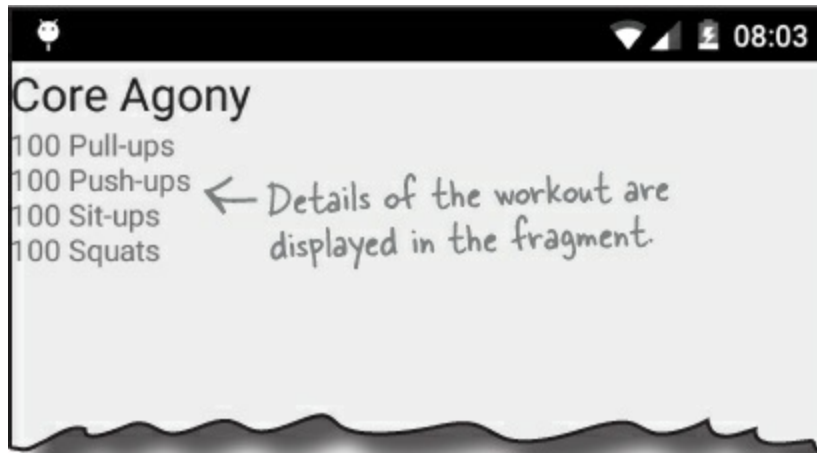 08:03
Core Agony
100 Pull-ups
100 Push-ups
100 Sit-ups
100 Squats
Details of the workout are
displayed in the fragment.